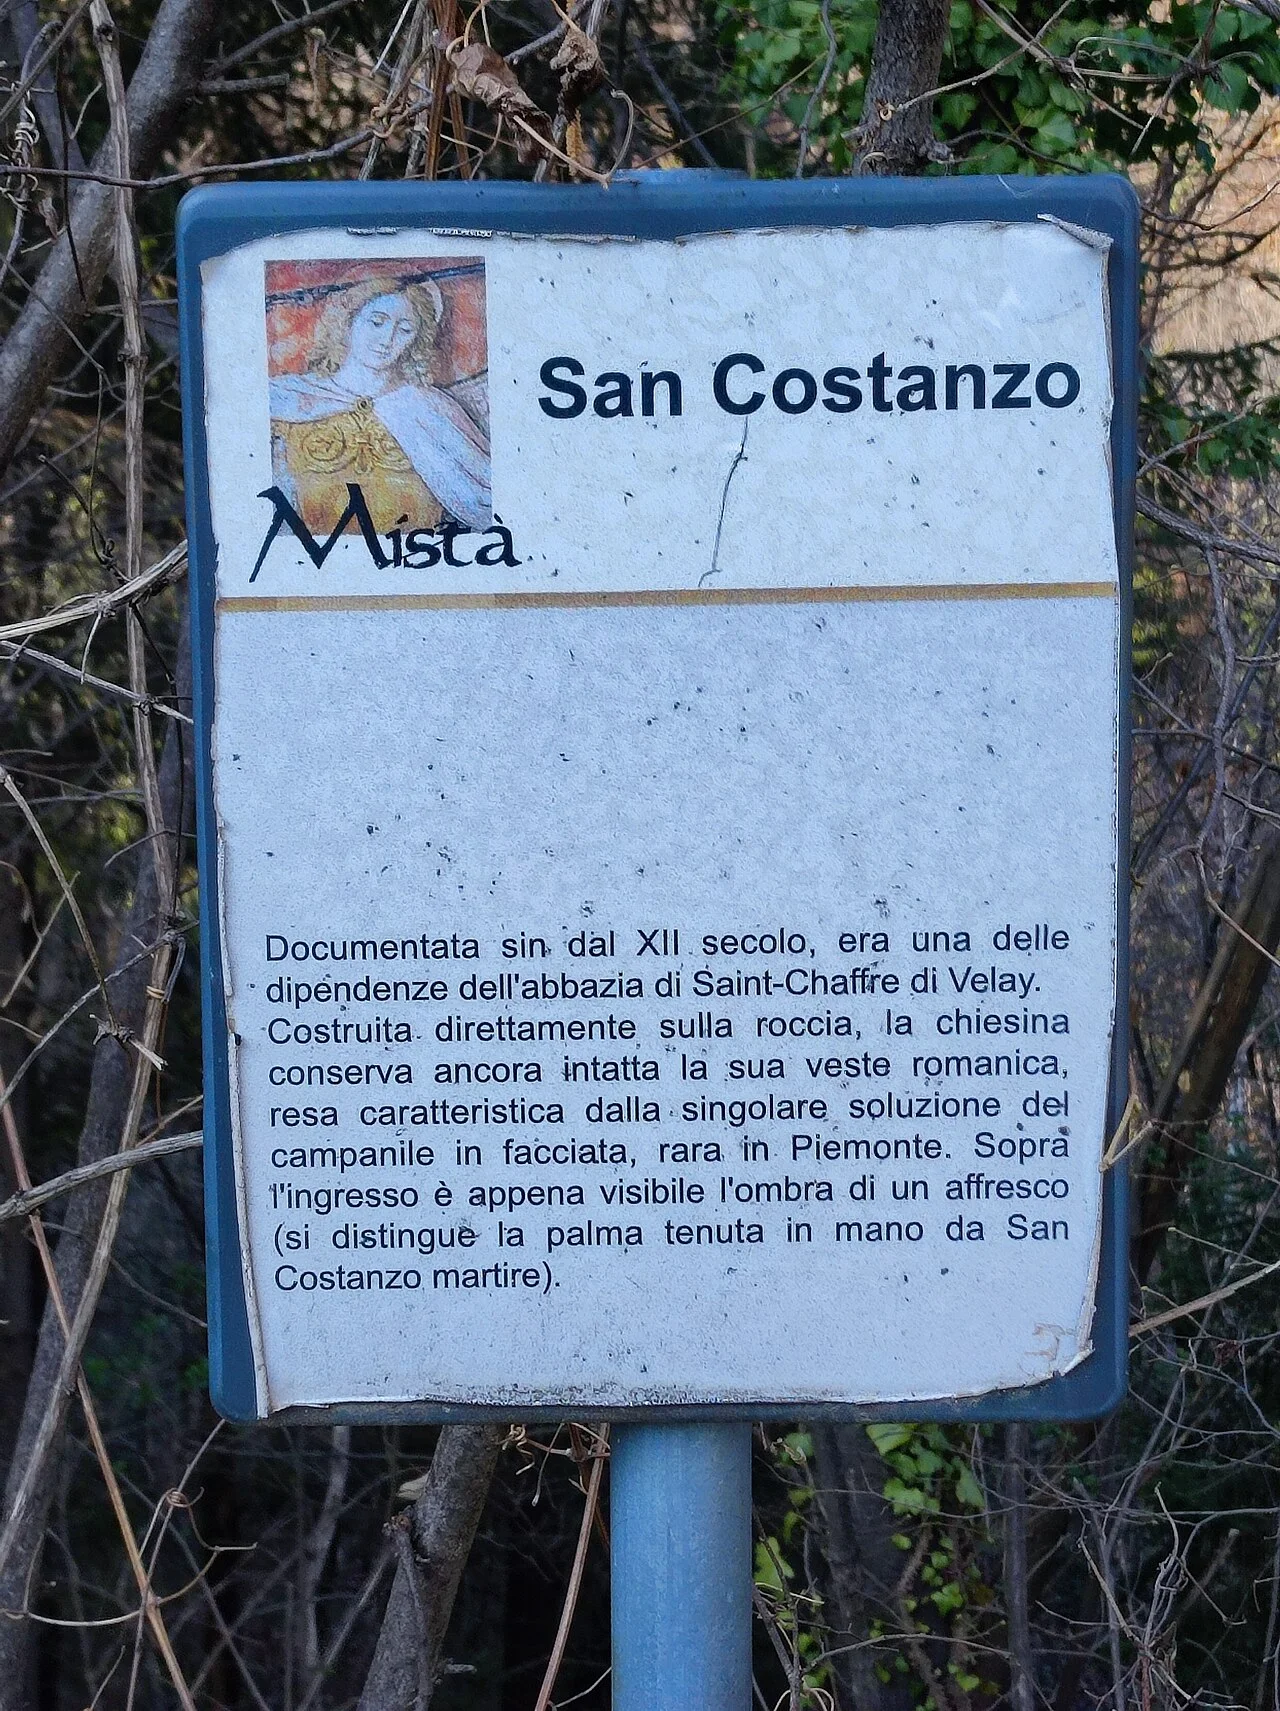 San Costanzo
Mistà
Documentata sin dal XII secolo, era una delle
dipendenze dell'abbazia di Saint-Chaffre di Velay.
Costruita direttamente sulla roccia, la chiesina
conserva ancora intatta la sua veste romanica,
resa caratteristica dalla singolare soluzione del
campanile in facciata, rara in Piemonte. Sopra
l'ingresso è appena visibile l'ombra di un affresco
(si distingue la palma tenuta in mano da San
Costanzo martire).